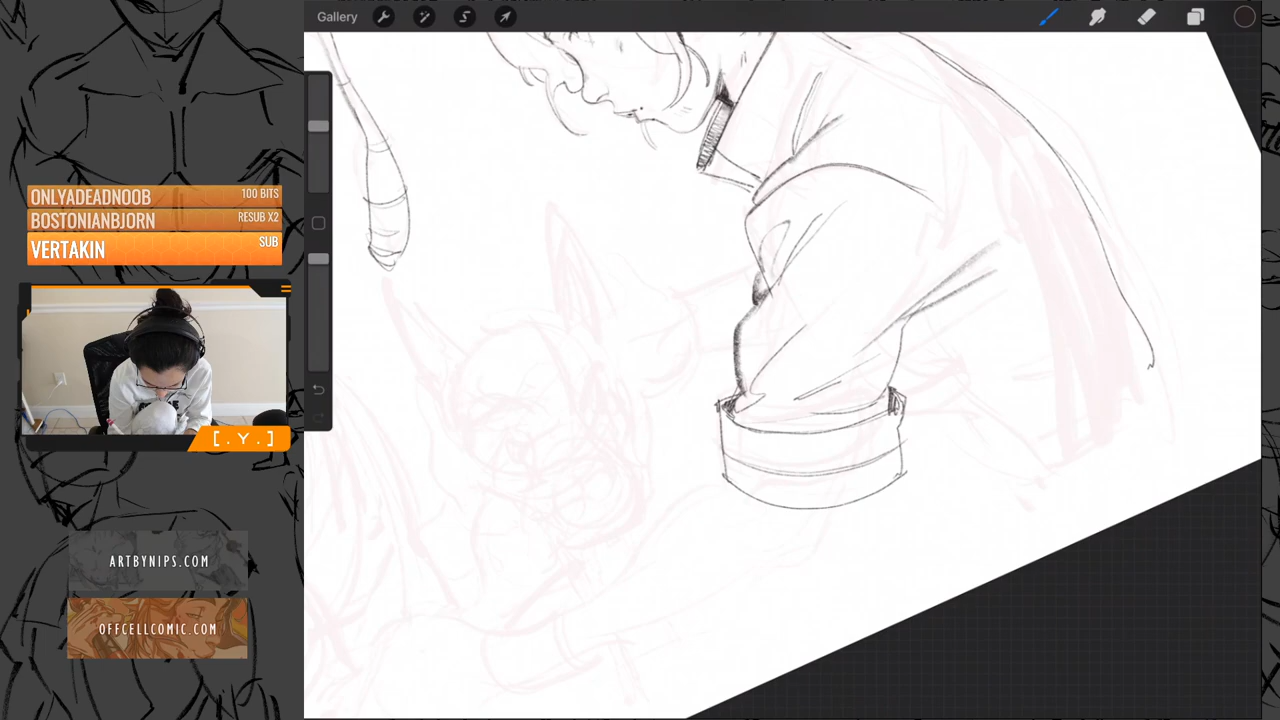 Gallery
ONLYADEADNOOB 100 BITS
BOSTONIANBJORN RESUB X2
VERTAKIN SUB
[.Y.]
ARTBYNIPS.COM
OFFCELLCOMIC.COM